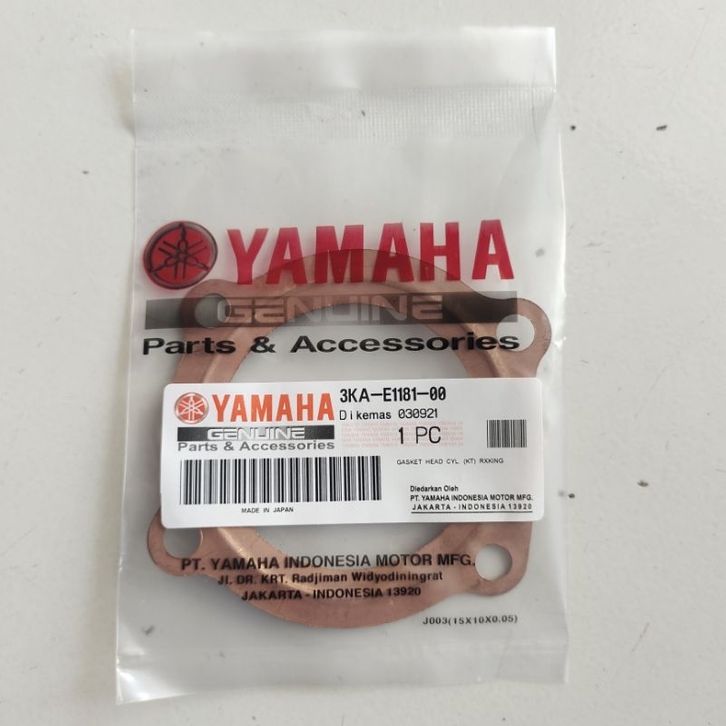 YAMAHA
GENUINE
Parts & Accessories
YAMAHA
GENUINE
Parts & Accessories
3KA-E1181-00
Dikemas 030921
1 PC
GASKET HEAD CYL (KT) RXKING
MADE IN JAPAN
Diedarkan Oleh
PT. YAMAHA INDONESIA MOTOR MFG.
JAKARTA - INDONESIA 13920
PT. YAMAHA INDONESIA MOTOR MFG.
Jl. DR. KRT. Radjiman Widyodiningrat
JAKARTA - INDONESIA 13920
J003(15X10X0.05)